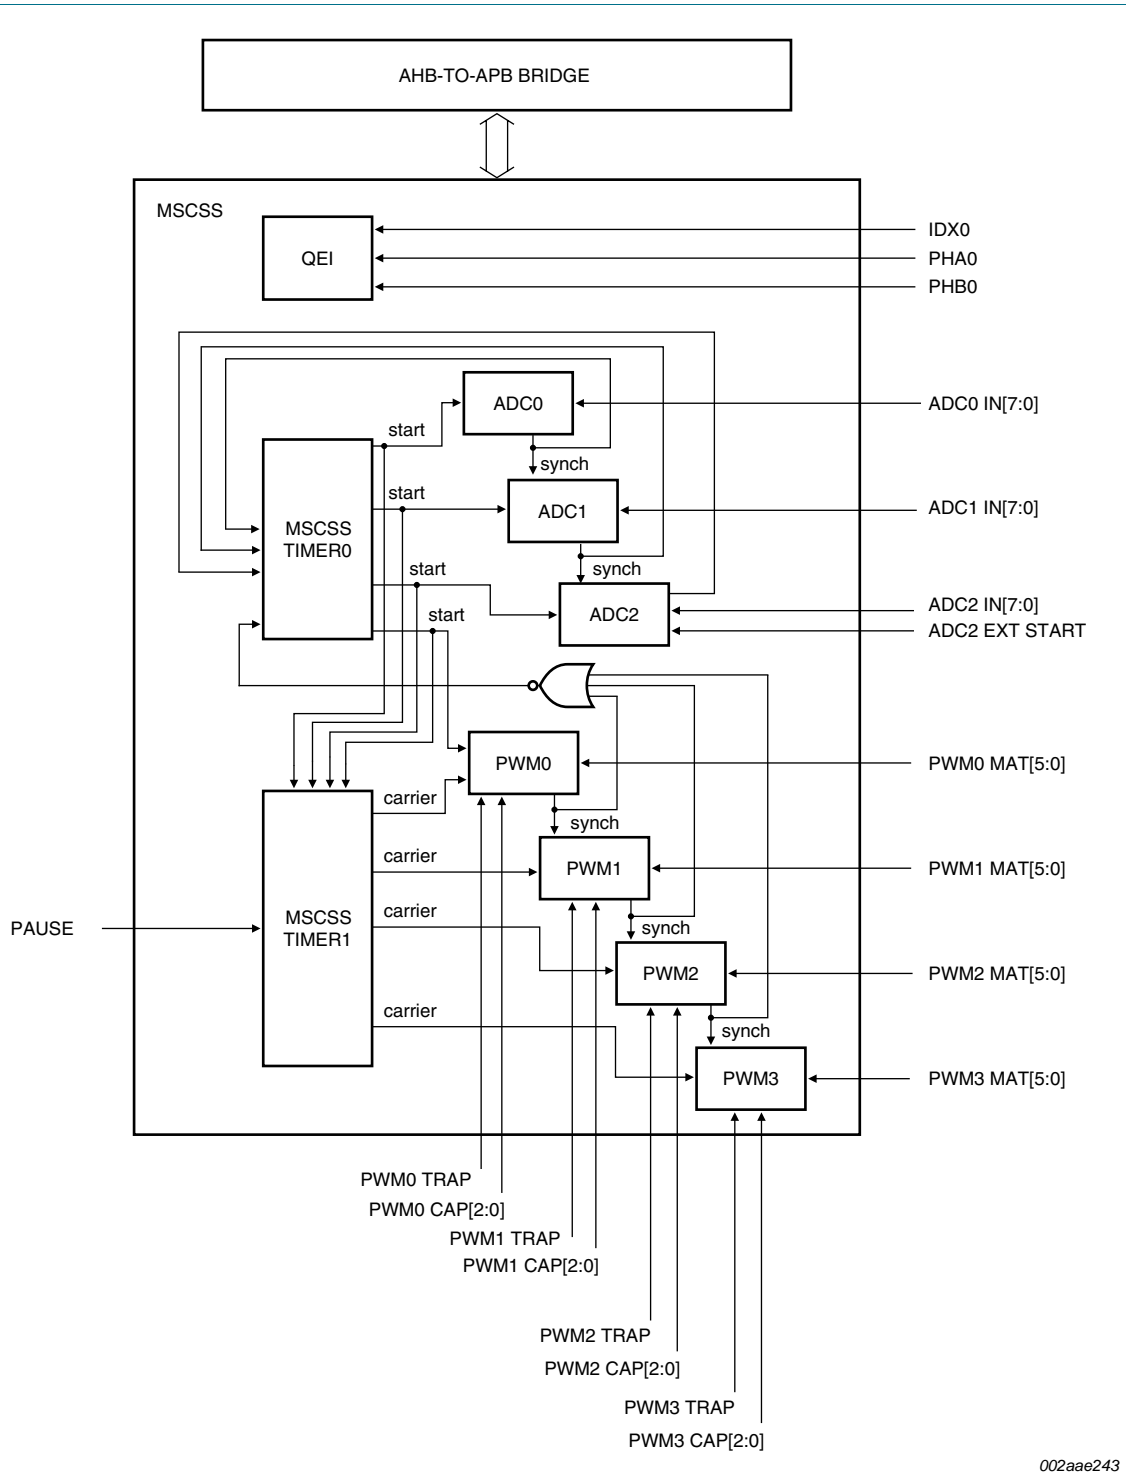 AHB-TO-APB BRIDGE
MSCSS
QEI
IDX0
PHA0
PHB0
ADC0
ADC0 IN[7:0]
start
synch
start
ADC1
ADC1 IN[7:0]
MSCSS
TIMER0
start
synch
ADC2
ADC2 IN[7:0]
ADC2 EXT START
start
PWM0
PWM0 MAT[5:0]
carrier
synch
carrier
PWM1
PWM1 MAT[5:0]
carrier
MSCSS
TIMER1
PAUSE
synch
PWM2
PWM2 MAT[5:0]
carrier
synch
PWM3
PWM3 MAT[5:0]
PWM0 TRAP
PWM0 CAP[2:0]
PWM1 TRAP
PWM1 CAP[2:0]
PWM2 TRAP
PWM2 CAP[2:0]
PWM3 TRAP
PWM3 CAP[2:0]
002aae243